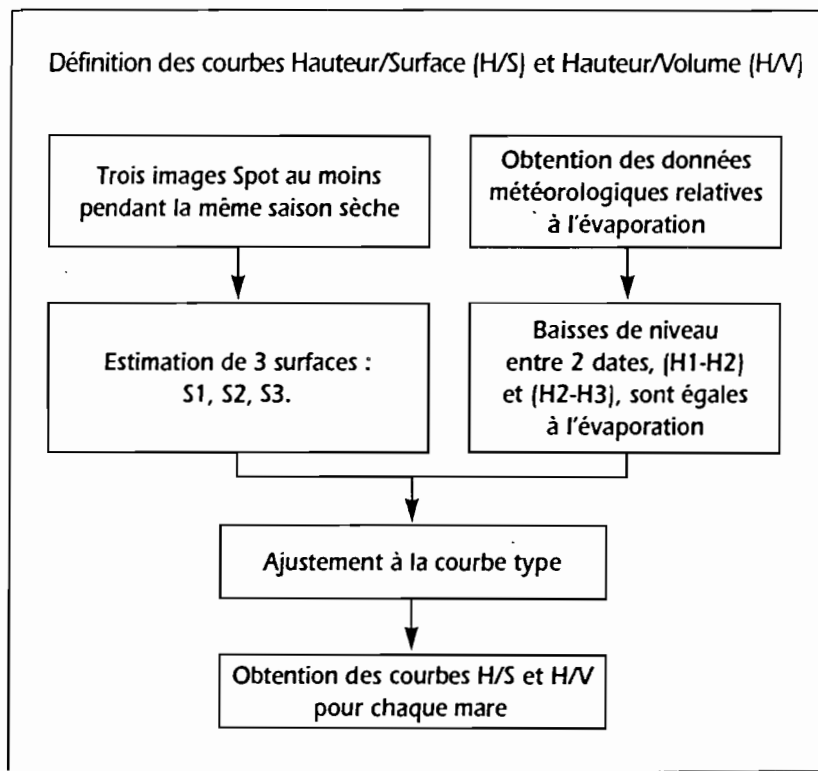 Définition des courbes Hauteur/Surface (H/S) et Hauteur/Volume (H/V)
Trois images Spot au moins
pendant la même saison sèche
Obtention des données
météorologiques relatives
à l'évaporation
Estimation de 3 surfaces :
S1, S2, S3.
Baisses de niveau
entre 2 dates, (H1-H2)
et (H2-H3), sont égales
à l'évaporation
Ajustement à la courbe type
Obtention des courbes H/S et H/V
pour chaque mare